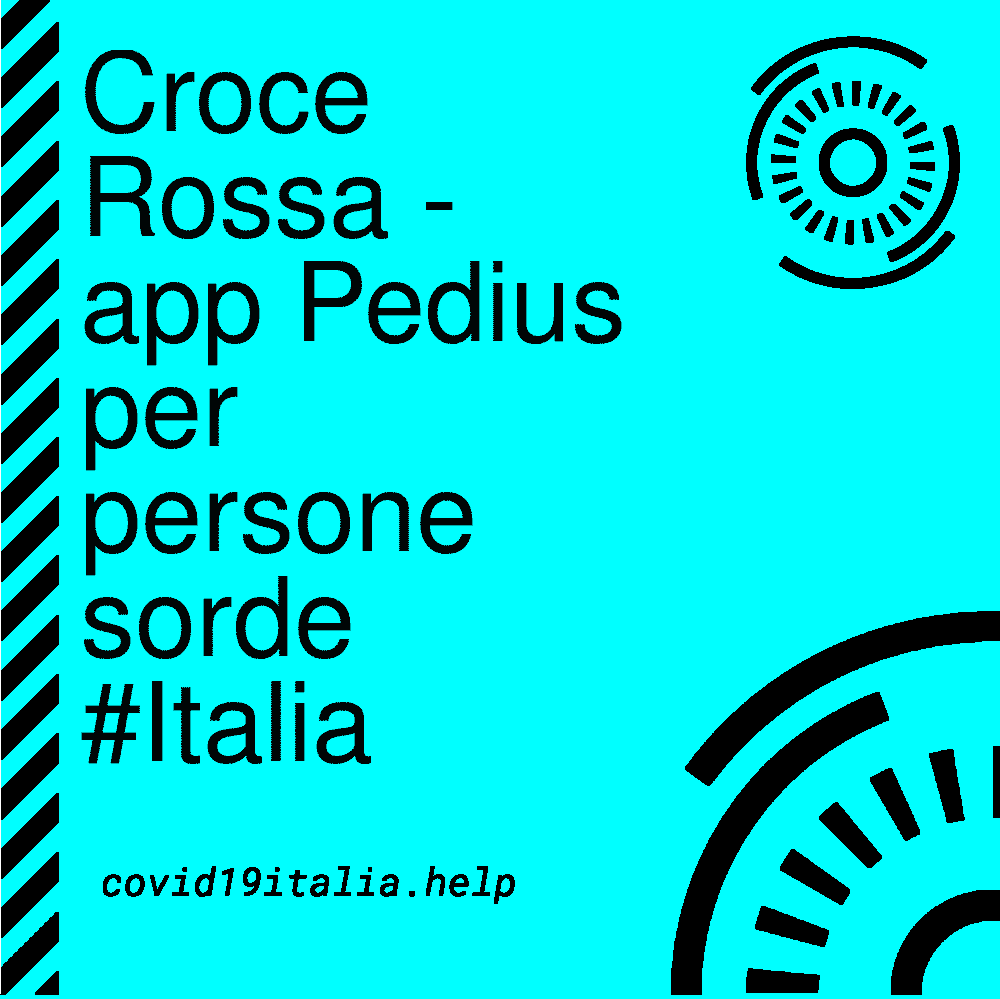 Croce
Rossa -
app Pedius
per
persone
sorde
#Italia
covid19italia.help